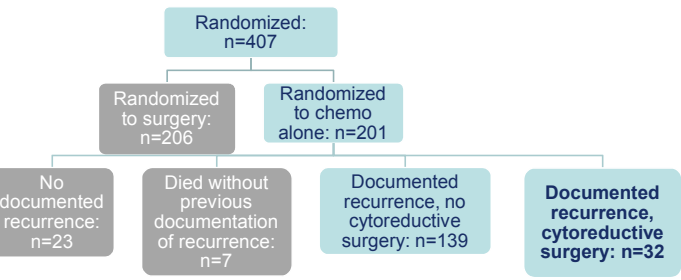 Randomized:
n=407
Randomized
to surgery:
n=206
Randomized
to chemo
alone: n=201
No
documented
recurrence:
n=23
Died without
previous
documentation
of recurrence:
n=7
Documented
recurrence, no
cytoreductive
surgery: n=139
Documented
recurrence,
cytoreductive
surgery: n=32